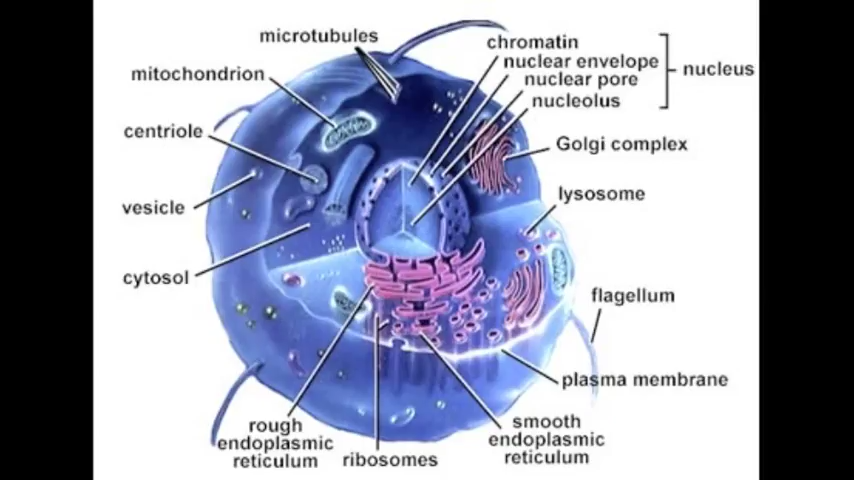 microtubules
chromatin
nuclear envelope
nuclear pore
nucleolus
nucleus
mitochondrion
centriole
Golgi complex
vesicle
lysosome
cytosol
flagellum
plasma membrane
rough
endoplasmic
reticulum
ribosomes
smooth
endoplasmic
reticulum